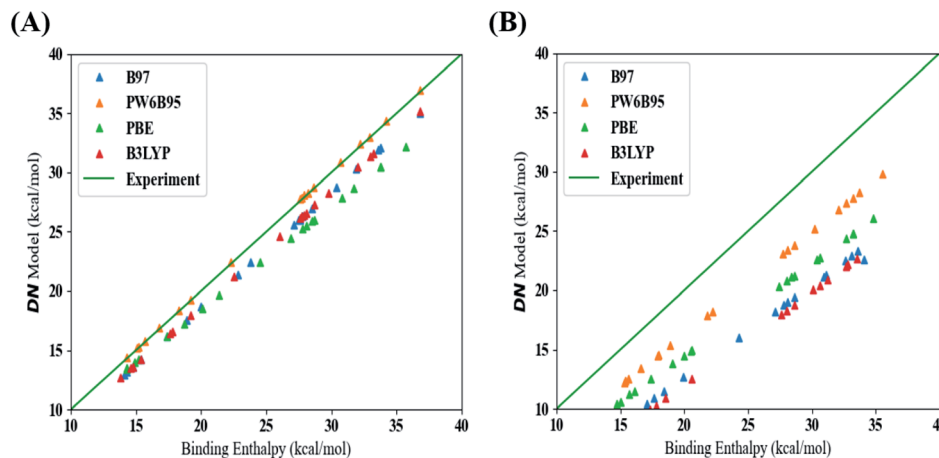 (A)
40
35
30
25
20
15
10
B97
PW6B95
PBE
B3LYP
Experiment
DN Model (kcal/mol)
10 15 20 25 30 35 40
Binding Enthalpy (kcal/mol)
(B)
40
35
30
25
20
15
10
B97
PW6B95
PBE
B3LYP
Experiment
DN Model (kcal/mol)
10 15 20 25 30 35 40
Binding Enthalpy (kcal/mol)